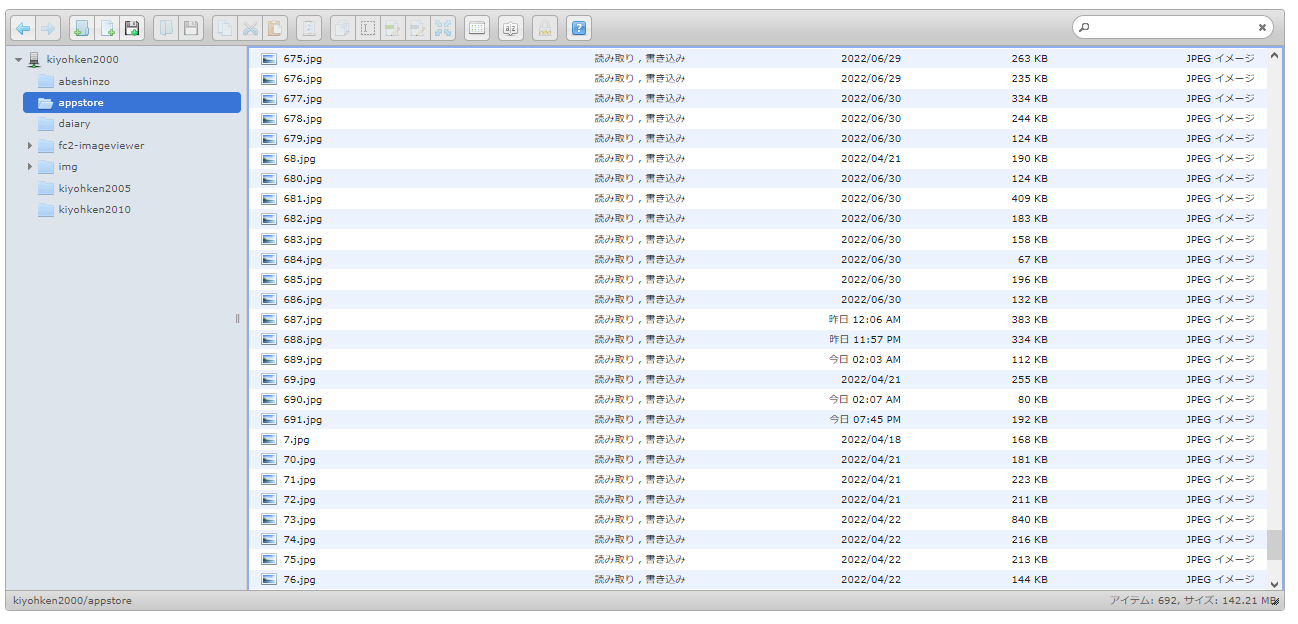 kiyohken2000
abeshinzo
appstore
daiary
fc2-imageviewer
img
kiyohken2005
kiyohken2010
675.jpg 読み取り , 書き込み 2022/06/29 263 KB JPEG イメージ
676.jpg 読み取り , 書き込み 2022/06/29 235 KB JPEG イメージ
677.jpg 読み取り , 書き込み 2022/06/30 334 KB JPEG イメージ
678.jpg 読み取り , 書き込み 2022/06/30 244 KB JPEG イメージ
679.jpg 読み取り , 書き込み 2022/06/30 124 KB JPEG イメージ
68.jpg 読み取り , 書き込み 2022/04/21 190 KB JPEG イメージ
680.jpg 読み取り , 書き込み 2022/06/30 124 KB JPEG イメージ
681.jpg 読み取り , 書き込み 2022/06/30 409 KB JPEG イメージ
682.jpg 読み取り , 書き込み 2022/06/30 183 KB JPEG イメージ
683.jpg 読み取り , 書き込み 2022/06/30 158 KB JPEG イメージ
684.jpg 読み取り , 書き込み 2022/06/30 67 KB JPEG イメージ
685.jpg 読み取り , 書き込み 2022/06/30 196 KB JPEG イメージ
686.jpg 読み取り , 書き込み 2022/06/30 132 KB JPEG イメージ
687.jpg 読み取り , 書き込み 昨日 12:06 AM 383 KB JPEG イメージ
688.jpg 読み取り , 書き込み 昨日 11:57 PM 334 KB JPEG イメージ
689.jpg 読み取り , 書き込み 今日 02:03 AM 112 KB JPEG イメージ
69.jpg 読み取り , 書き込み 2022/04/21 255 KB JPEG イメージ
690.jpg 読み取り , 書き込み 今日 02:07 AM 80 KB JPEG イメージ
691.jpg 読み取り , 書き込み 今日 07:45 PM 192 KB JPEG イメージ
7.jpg 読み取り , 書き込み 2022/04/18 168 KB JPEG イメージ
70.jpg 読み取り , 書き込み 2022/04/21 181 KB JPEG イメージ
71.jpg 読み取り , 書き込み 2022/04/21 223 KB JPEG イメージ
72.jpg 読み取り , 書き込み 2022/04/21 211 KB JPEG イメージ
73.jpg 読み取り , 書き込み 2022/04/22 840 KB JPEG イメージ
74.jpg 読み取り , 書き込み 2022/04/22 216 KB JPEG イメージ
75.jpg 読み取り , 書き込み 2022/04/22 213 KB JPEG イメージ
76.jpg 読み取り , 書き込み 2022/04/22 144 KB JPEG イメージ
kiyohken2000/appstore アイテム: 692, サイズ: 142.21 MB